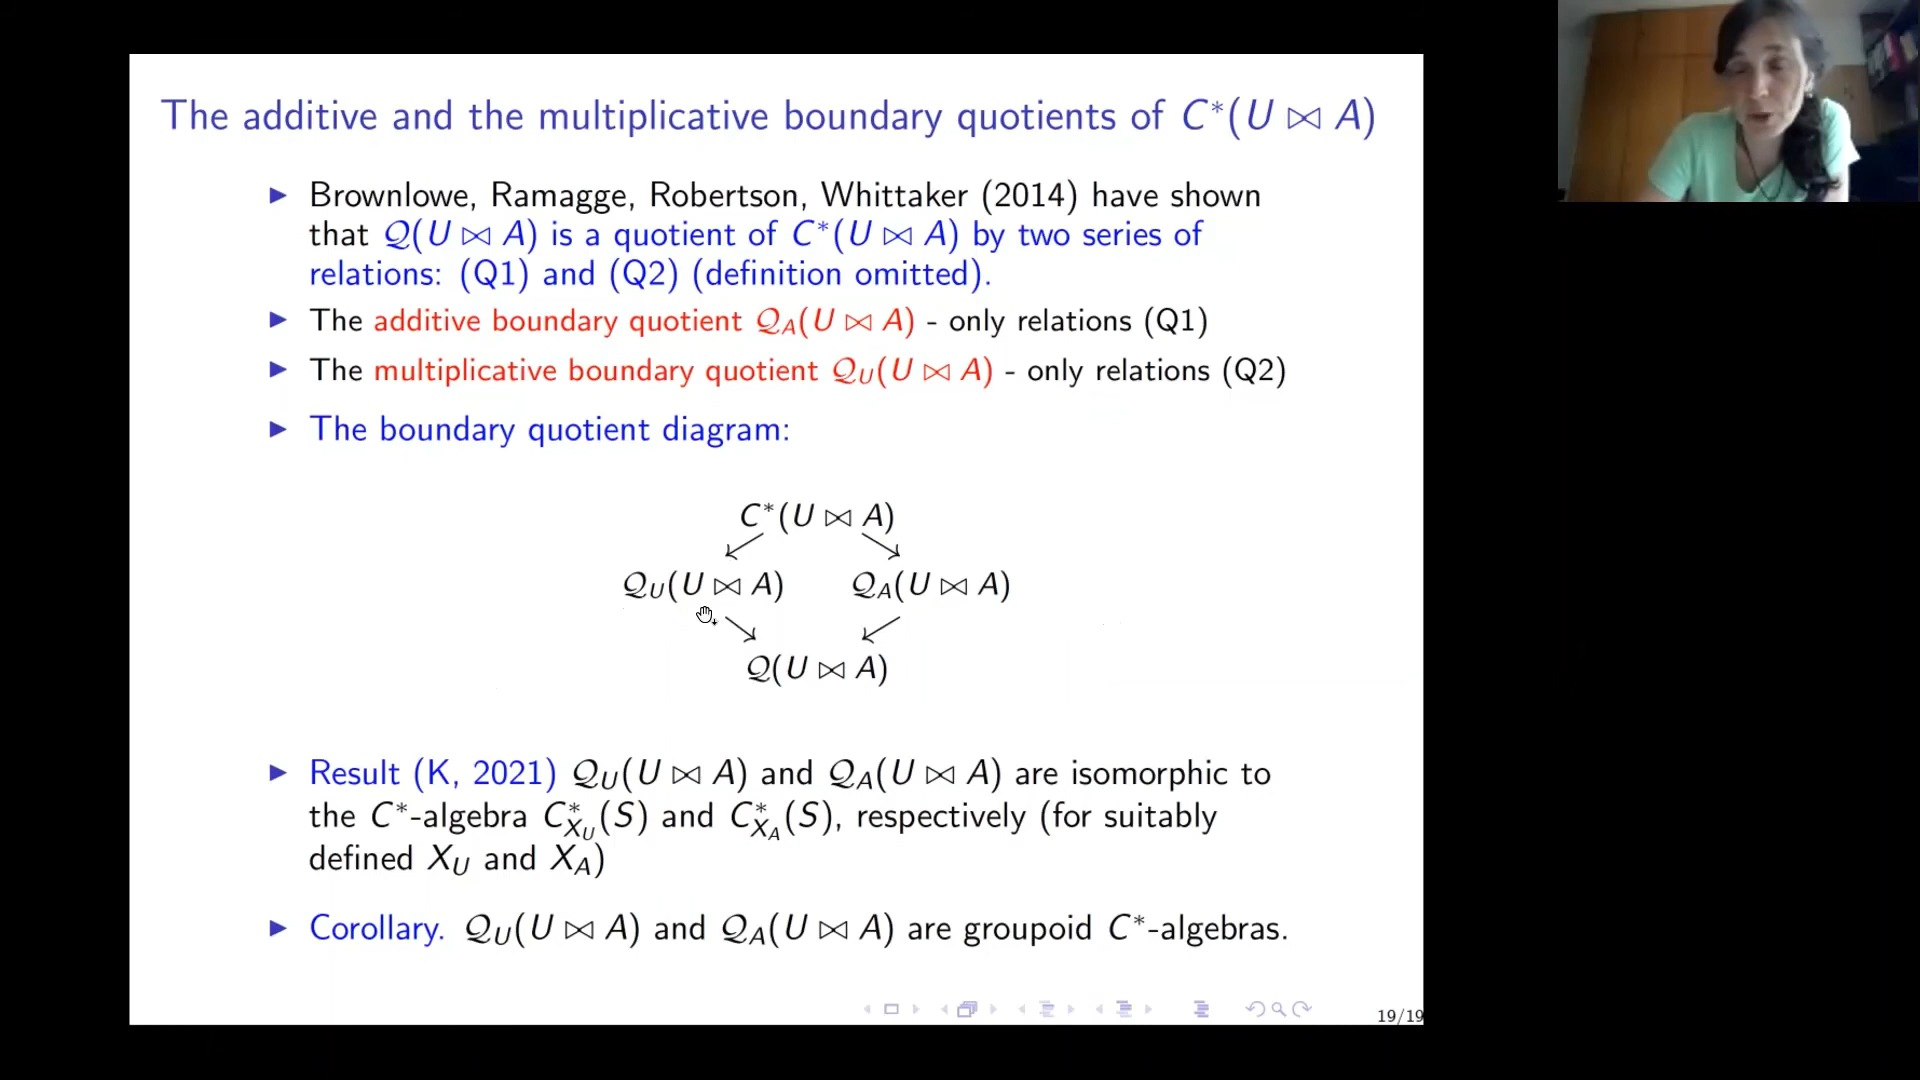 The additive and the multiplicative boundary quotients of C*(U ⋈ A)
▶ Brownlowe, Ramagge, Robertson, Whittaker (2014) have shown
that 𝒬(U ⋈ A) is a quotient of C*(U ⋈ A) by two series of
relations: (Q1) and (Q2) (definition omitted).
▶ The additive boundary quotient 𝒬_A(U ⋈ A) - only relations (Q1)
▶ The multiplicative boundary quotient 𝒬_U(U ⋈ A) - only relations (Q2)
▶ The boundary quotient diagram:
C*(U ⋈ A)
↙ ↘
𝒬_U(U ⋈ A) 𝒬_A(U ⋈ A)
↘ ↙
𝒬(U ⋈ A)
▶ Result (K, 2021) 𝒬_U(U ⋈ A) and 𝒬_A(U ⋈ A) are isomorphic to
the C*-algebra C*_{X_U}(S) and C*_{X_A}(S), respectively (for suitably
defined X_U and X_A)
▶ Corollary. 𝒬_U(U ⋈ A) and 𝒬_A(U ⋈ A) are groupoid C*-algebras.
19/19